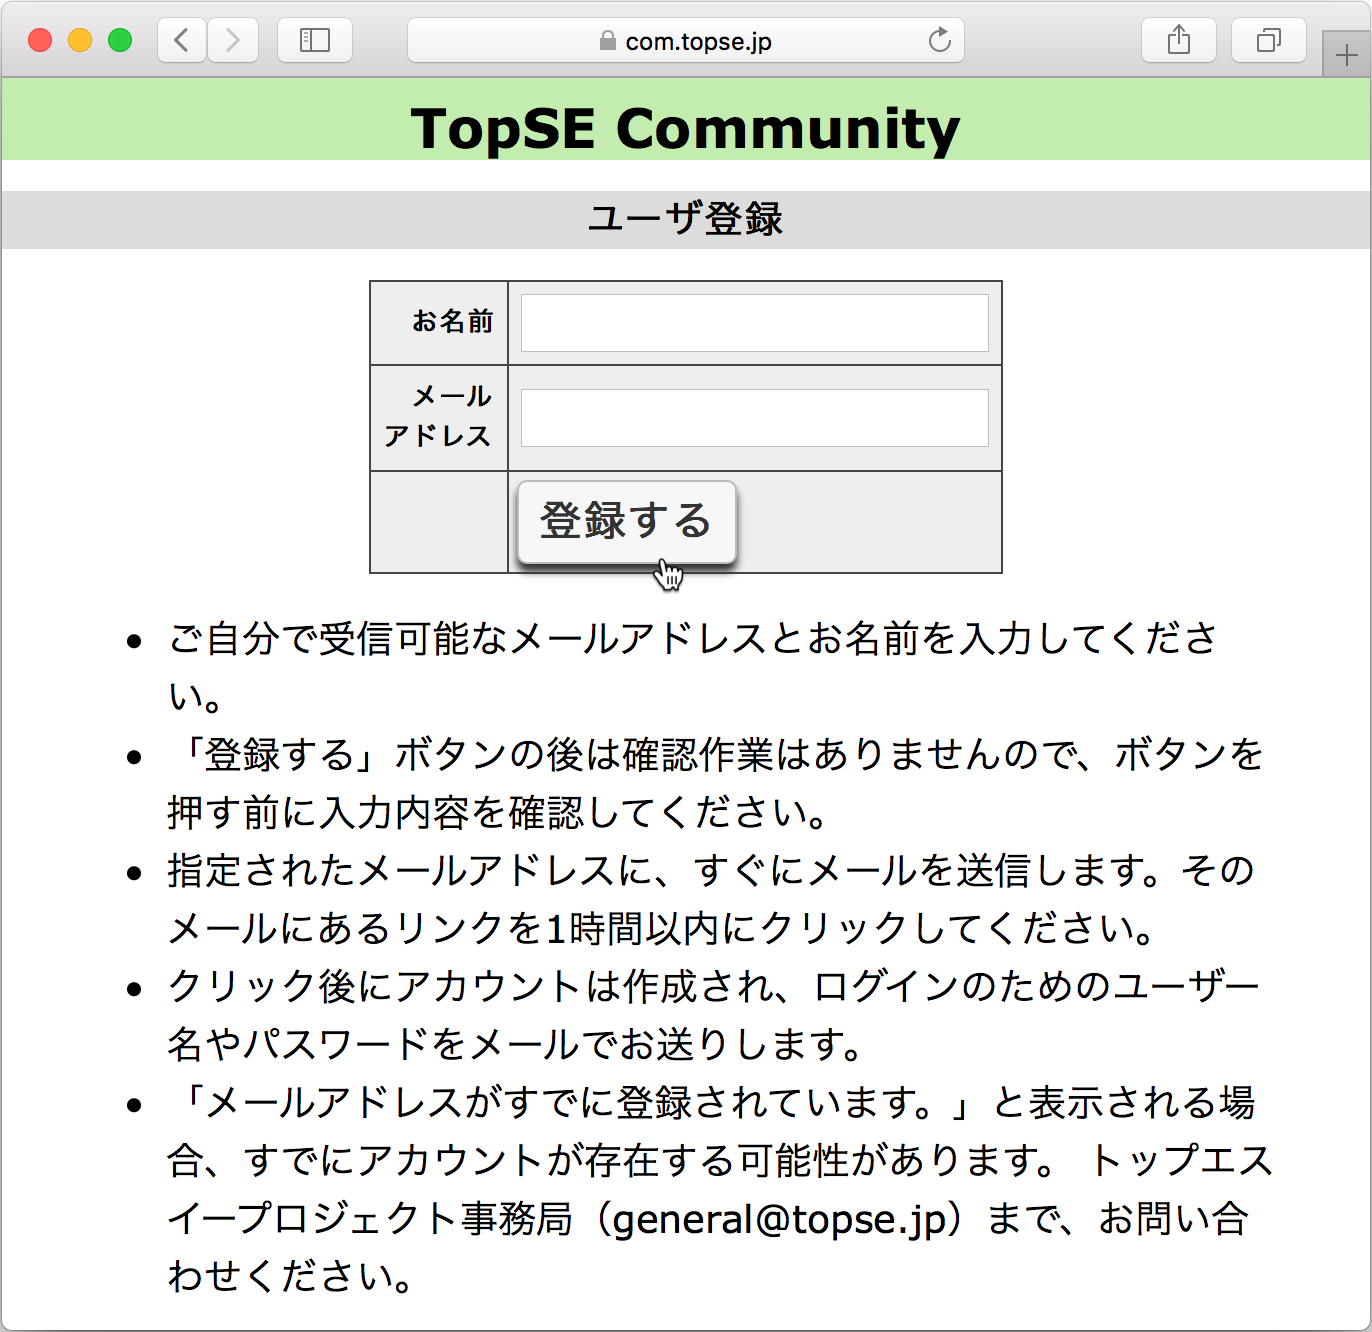 com.topse.jp
TopSE Community
ユーザ登録
お名前
メール
アドレス
登録する
• ご自分で受信可能なメールアドレスとお名前を入力してくださ
い。
• 「登録する」ボタンの後は確認作業はありませんので、ボタンを
押す前に入力内容を確認してください。
• 指定されたメールアドレスに、すぐにメールを送信します。その
メールにあるリンクを1時間以内にクリックしてください。
• クリック後にアカウントは作成され、ログインのためのユーザー
名やパスワードをメールでお送りします。
• 「メールアドレスがすでに登録されています。」と表示される場
合、すでにアカウントが存在する可能性があります。 トップエス
イープロジェクト事務局（general@topse.jp）まで、お問い合
わせください。